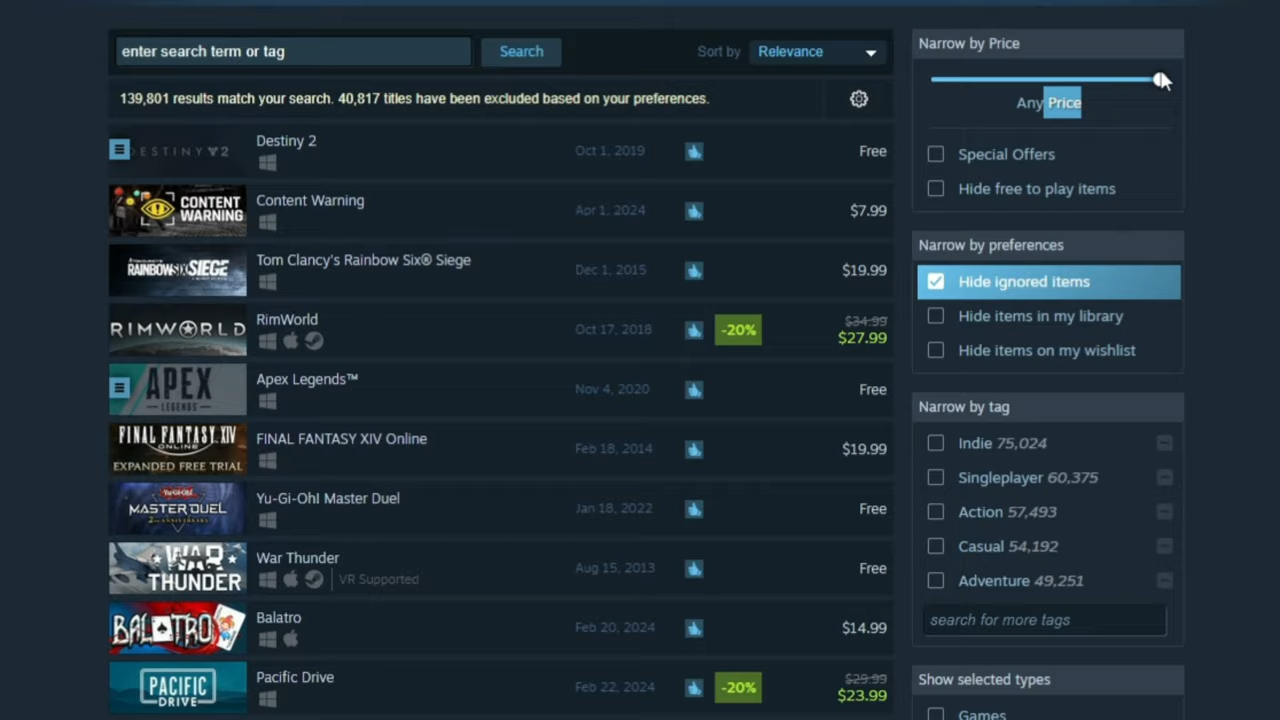 enter search term or tag
Search
Sort by
Relevance
139,801 results match your search. 40,817 titles have been excluded based on your preferences.
DESTINY 2
Destiny 2
Oct 1, 2019
Free
CONTENT
WARNING
Content Warning
Apr 1, 2024
$7.99
RAINBOW SIX SIEGE
Tom Clancy's Rainbow Six® Siege
Dec 1, 2015
$19.99
RIMWORLD
RimWorld
Oct 17, 2018
-20%
$34.99
$27.99
APEX
LEGENDS
Apex Legends™
Nov 4, 2020
Free
FINAL FANTASY XIV
ONLINE
EXPANDED FREE TRIAL
FINAL FANTASY XIV Online
Feb 18, 2014
$19.99
Yu-Gi-Oh!
MASTER DUEL
2nd ANNIVERSARY
Yu-Gi-Oh! Master Duel
Jan 18, 2022
Free
WAR
THUNDER
War Thunder
VR Supported
Aug 15, 2013
Free
BALATRO
Balatro
Feb 20, 2024
$14.99
PACIFIC
DRIVE
Pacific Drive
Feb 22, 2024
-20%
$29.99
$23.99
Narrow by Price
Any Price
Special Offers
Hide free to play items
Narrow by preferences
Hide ignored items
Hide items in my library
Hide items on my wishlist
Narrow by tag
Indie 75,024
Singleplayer 60,375
Action 57,493
Casual 54,192
Adventure 49,251
search for more tags
Show selected types
Games